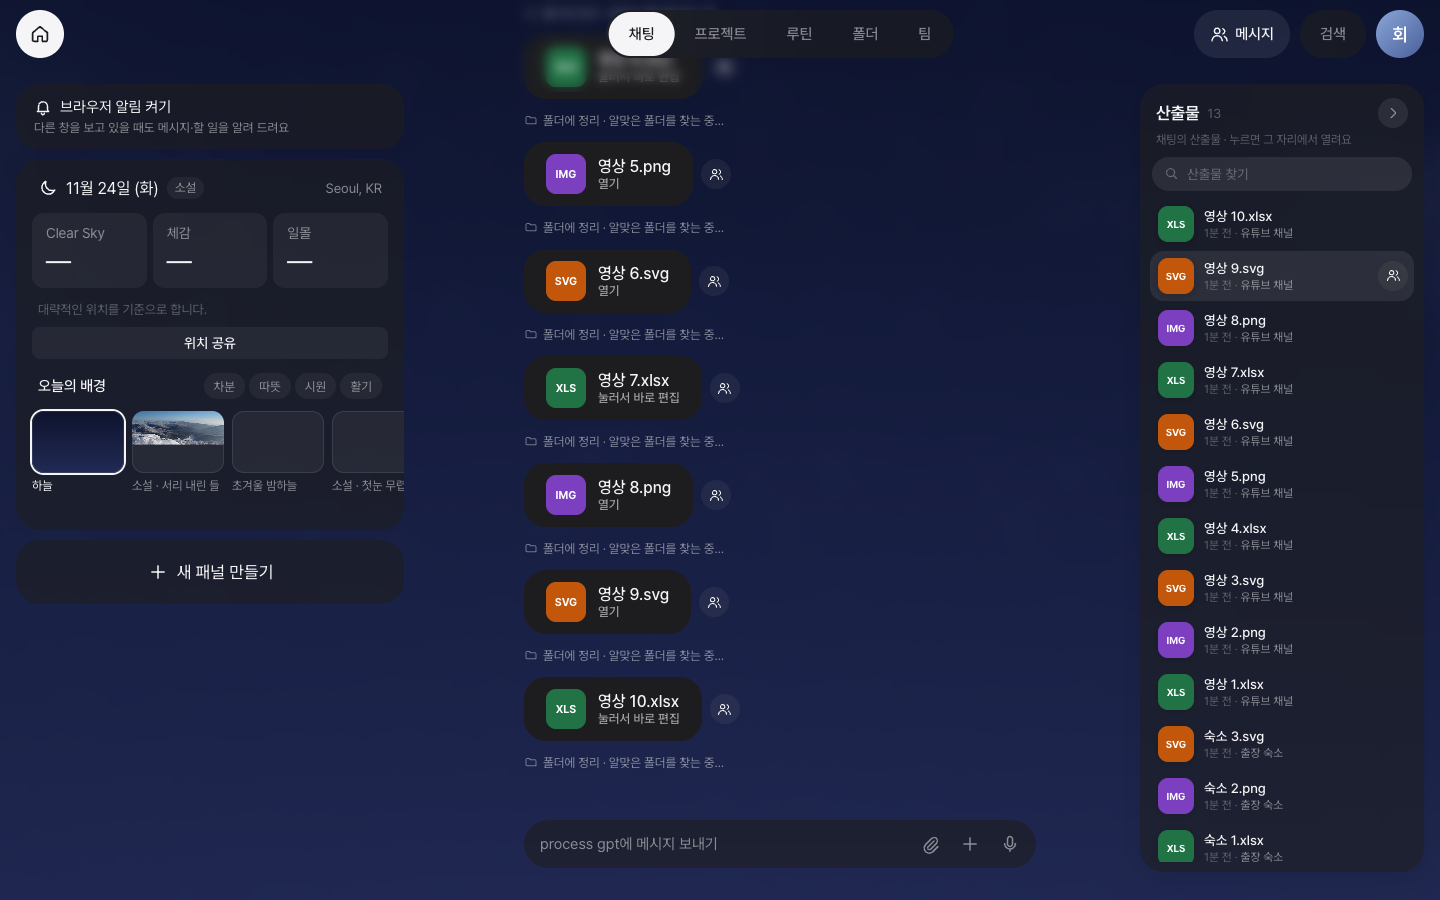 채팅
프로젝트
루틴
폴더
팀
메시지
검색
회
브라우저 알림 켜기
다른 창을 보고 있을 때도 메시지·할 일을 알려 드려요
11월 24일 (화)
소설
Seoul, KR
Clear Sky
—
체감
—
일몰
—
대략적인 위치를 기준으로 합니다.
위치 공유
오늘의 배경
차분
따뜻
시원
활기
하늘
소설 · 서리 내린 들
초겨울 밤하늘
소설 · 첫눈 무렵
새 패널 만들기
폴더에 정리 · 알맞은 폴더를 찾는 중...
IMG
영상 5.png
열기
폴더에 정리 · 알맞은 폴더를 찾는 중...
SVG
영상 6.svg
열기
폴더에 정리 · 알맞은 폴더를 찾는 중...
XLS
영상 7.xlsx
눌러서 바로 편집
폴더에 정리 · 알맞은 폴더를 찾는 중...
IMG
영상 8.png
열기
폴더에 정리 · 알맞은 폴더를 찾는 중...
SVG
영상 9.svg
열기
폴더에 정리 · 알맞은 폴더를 찾는 중...
XLS
영상 10.xlsx
눌러서 바로 편집
폴더에 정리 · 알맞은 폴더를 찾는 중...
process gpt에 메시지 보내기
산출물 13
채팅의 산출물 · 누르면 그 자리에서 열려요
산출물 찾기
XLS
영상 10.xlsx
1분 전 · 유튜브 채널
SVG
영상 9.svg
1분 전 · 유튜브 채널
IMG
영상 8.png
1분 전 · 유튜브 채널
XLS
영상 7.xlsx
1분 전 · 유튜브 채널
SVG
영상 6.svg
1분 전 · 유튜브 채널
IMG
영상 5.png
1분 전 · 유튜브 채널
XLS
영상 4.xlsx
1분 전 · 유튜브 채널
SVG
영상 3.svg
1분 전 · 유튜브 채널
IMG
영상 2.png
1분 전 · 유튜브 채널
XLS
영상 1.xlsx
1분 전 · 유튜브 채널
SVG
숙소 3.svg
1분 전 · 출장 숙소
IMG
숙소 2.png
1분 전 · 출장 숙소
XLS
숙소 1.xlsx
1분 전 · 출장 숙소